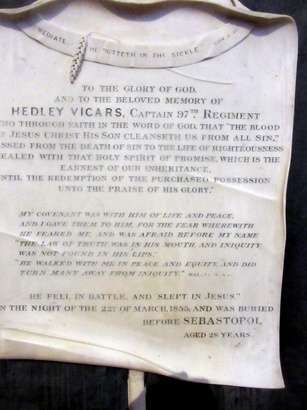 MEDIATE HE PUTTETH IN THE SICKLE
TO THE GLORY OF GOD,
AND TO THE BELOVED MEMORY OF
HEDLEY VICARS, CAPTAIN 97TH REGIMENT
HO THROUGH FAITH IN THE WORD OF GOD, THAT "THE BLOOD
F JESUS CHRIST HIS SON CLEANSETH US FROM ALL SIN,"
SSED FROM THE DEATH OF SIN TO THE LIFE OF RIGHTEOUSNESS
EALED WITH THAT HOLY SPIRIT OF PROMISE, WHICH IS THE
EARNEST OF OUR INHERITANCE,
NTIL THE REDEMPTION OF THE PURCHASED POSSESSION
UNTO THE PRAISE OF HIS GLORY."
MY COVENANT WAS WITH HIM OF LIFE AND PEACE,
AND I GAVE THEM TO HIM, FOR THE FEAR WHEREWITH
HE FEARED ME, AND WAS AFRAID BEFORE MY NAME
"THE LAW OF TRUTH WAS IN HIS MOUTH, AND INIQUITY
WAS NOT FOUND IN HIS LIPS,
"HE WALKED WITH ME IN PEACE AND EQUITY, AND DID
TURN MANY AWAY FROM INIQUITY." MAL.
HE FELL IN BATTLE, AND SLEPT IN JESUS."
N THE NIGHT OF THE 22D OF MARCH, 1855, AND WAS BURIED
BEFORE SEBASTOPOL,
AGED 28 YEARS.